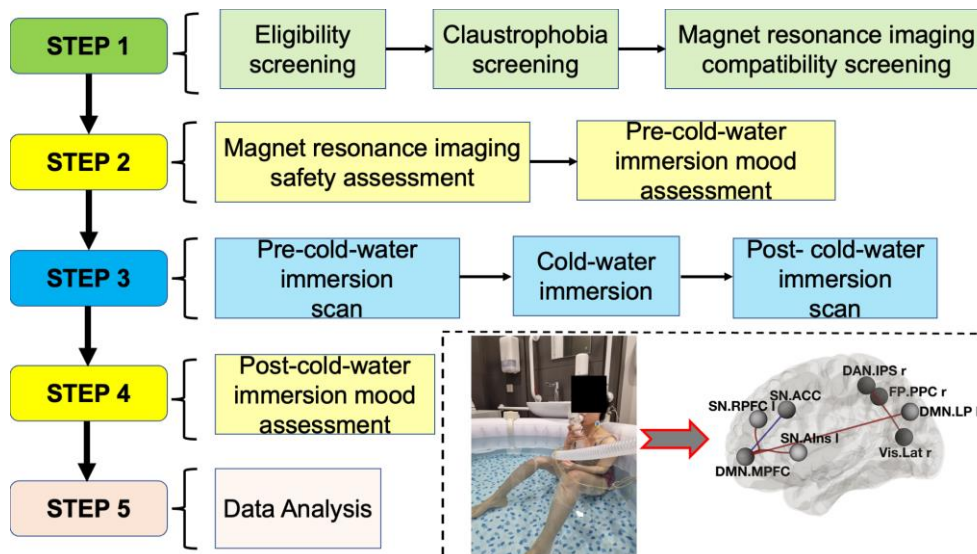 STEP 1
Eligibility
screening
Claustrophobia
screening
Magnet resonance imaging
compatibility screening
STEP 2
Magnet resonance imaging
safety assessment
Pre-cold-water
immersion mood
assessment
STEP 3
Pre-cold-water
immersion
scan
Cold-water
immersion
Post- cold-water
immersion
scan
STEP 4
Post-cold-water
immersion mood
assessment
DAN.IPS r
FP.PPC r
SN.ACC
SN.RPFC l
DMN.LP l
SN.AIns l
Vis.Lat r
DMN.MPFC
STEP 5
Data Analysis